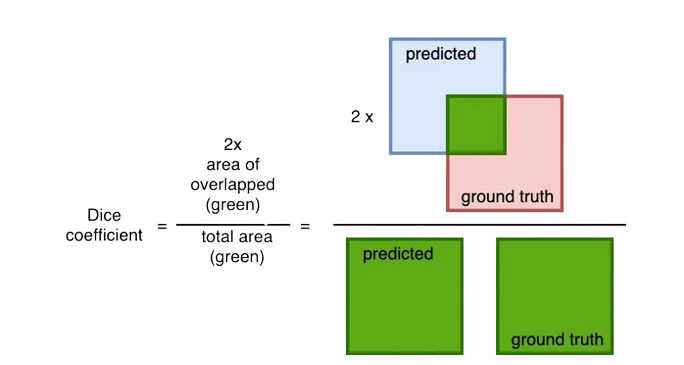 Dice
coefficient
=
2x
area of
overlapped
(green)
total area
(green)
=
2 x
predicted
ground truth
predicted
ground truth